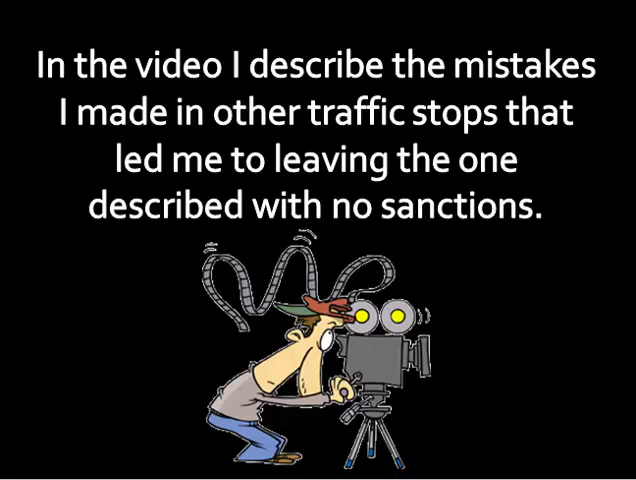 In the video I describe the mistakes
I made in other traffic stops that
led me to leaving the one
described with no sanctions.